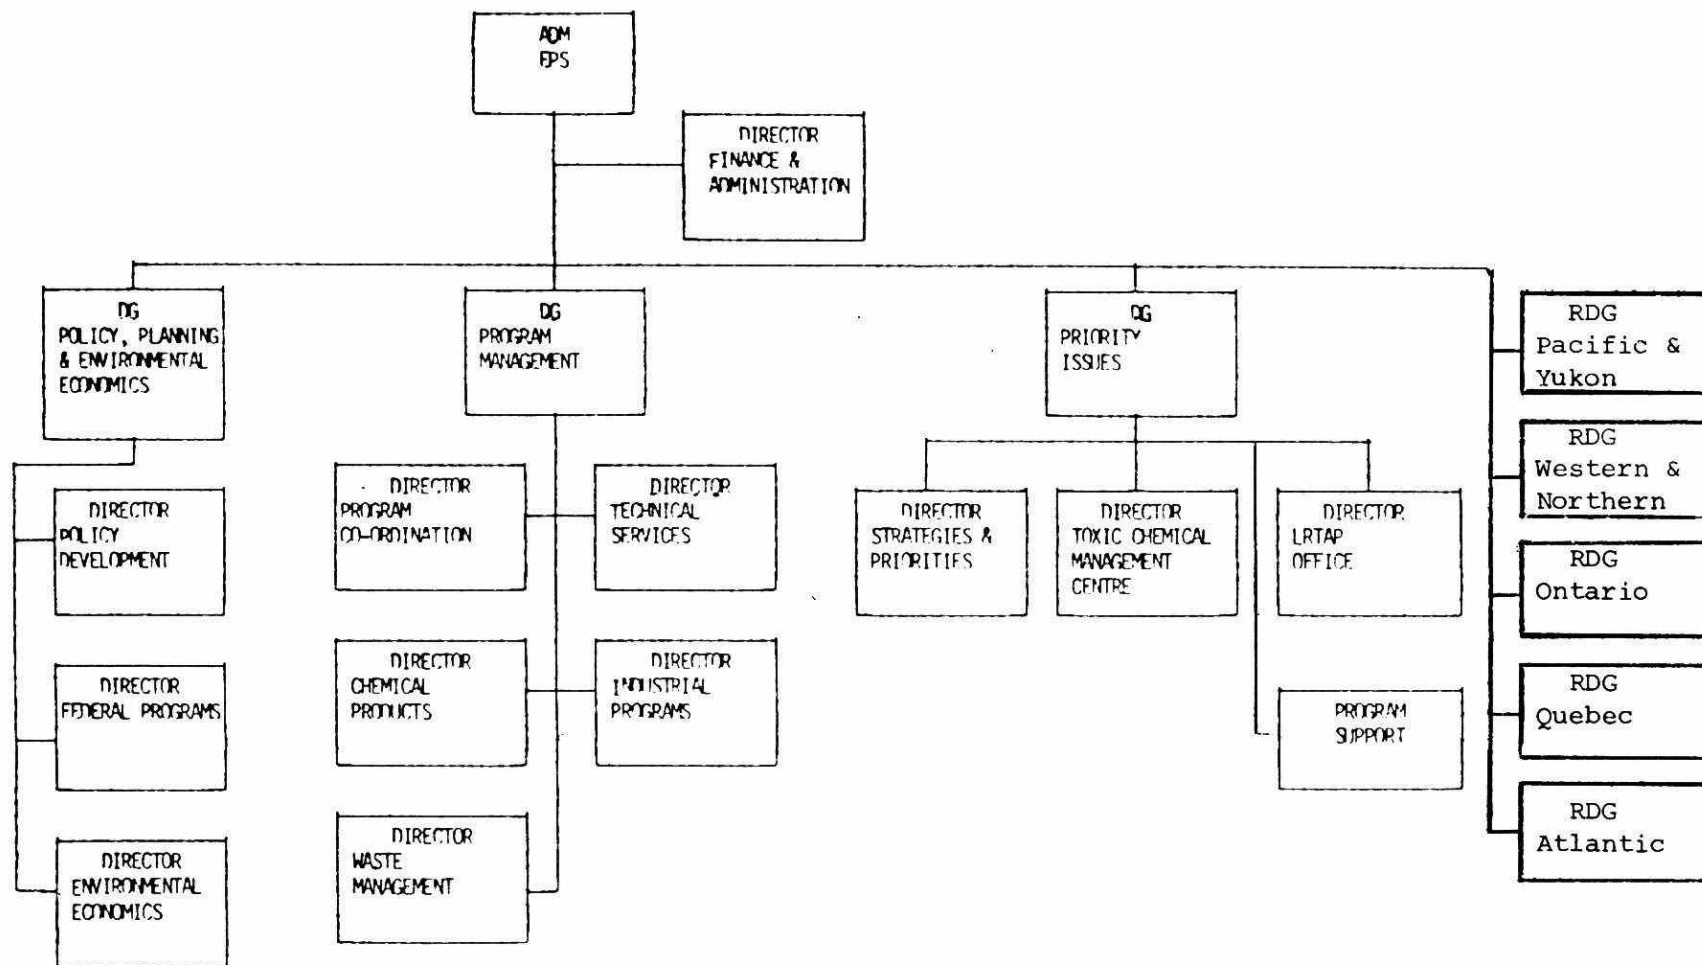 ADM
EPS
DIRECTOR
FINANCE &
ADMINISTRATION
DG
POLICY, PLANNING
& ENVIRONMENTAL
ECONOMICS
DG
PROGRAM
MANAGEMENT
DG
PRIORITY
ISSUES
RDG
Pacific &
Yukon
RDG
Western &
Northern
RDG
Ontario
RDG
Quebec
RDG
Atlantic
DIRECTOR
POLICY
DEVELOPMENT
DIRECTOR
FEDERAL PROGRAMS
DIRECTOR
ENVIRONMENTAL
ECONOMICS
DIRECTOR
PROGRAM
CO-ORDINATION
DIRECTOR
TECHNICAL
SERVICES
DIRECTOR
CHEMICAL
PRODUCTS
DIRECTOR
INDUSTRIAL
PROGRAMS
DIRECTOR
WASTE
MANAGEMENT
DIRECTOR
STRATEGIES &
PRIORITIES
DIRECTOR
TOXIC CHEMICAL
MANAGEMENT
CENTRE
DIRECTOR
LRTAP
OFFICE
PROGRAM
SUPPORT